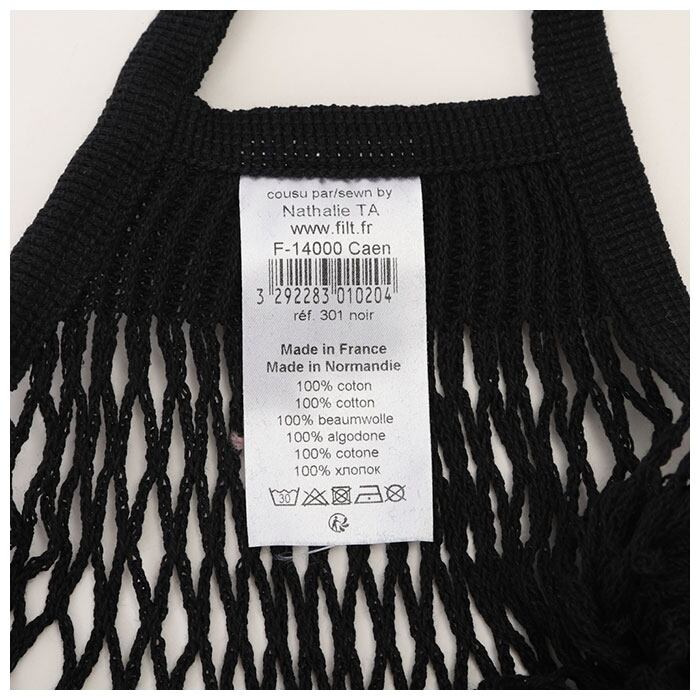 cousu par/sewn by
Nathalie TA
www.filt.fr
F-14000 Caen
3 292283 010204
réf. 301 noir
Made in France
Made in Normandie
100% coton
100% cotton
100% beaumwolle
100% algodone
100% cotone
100% хлопок
30